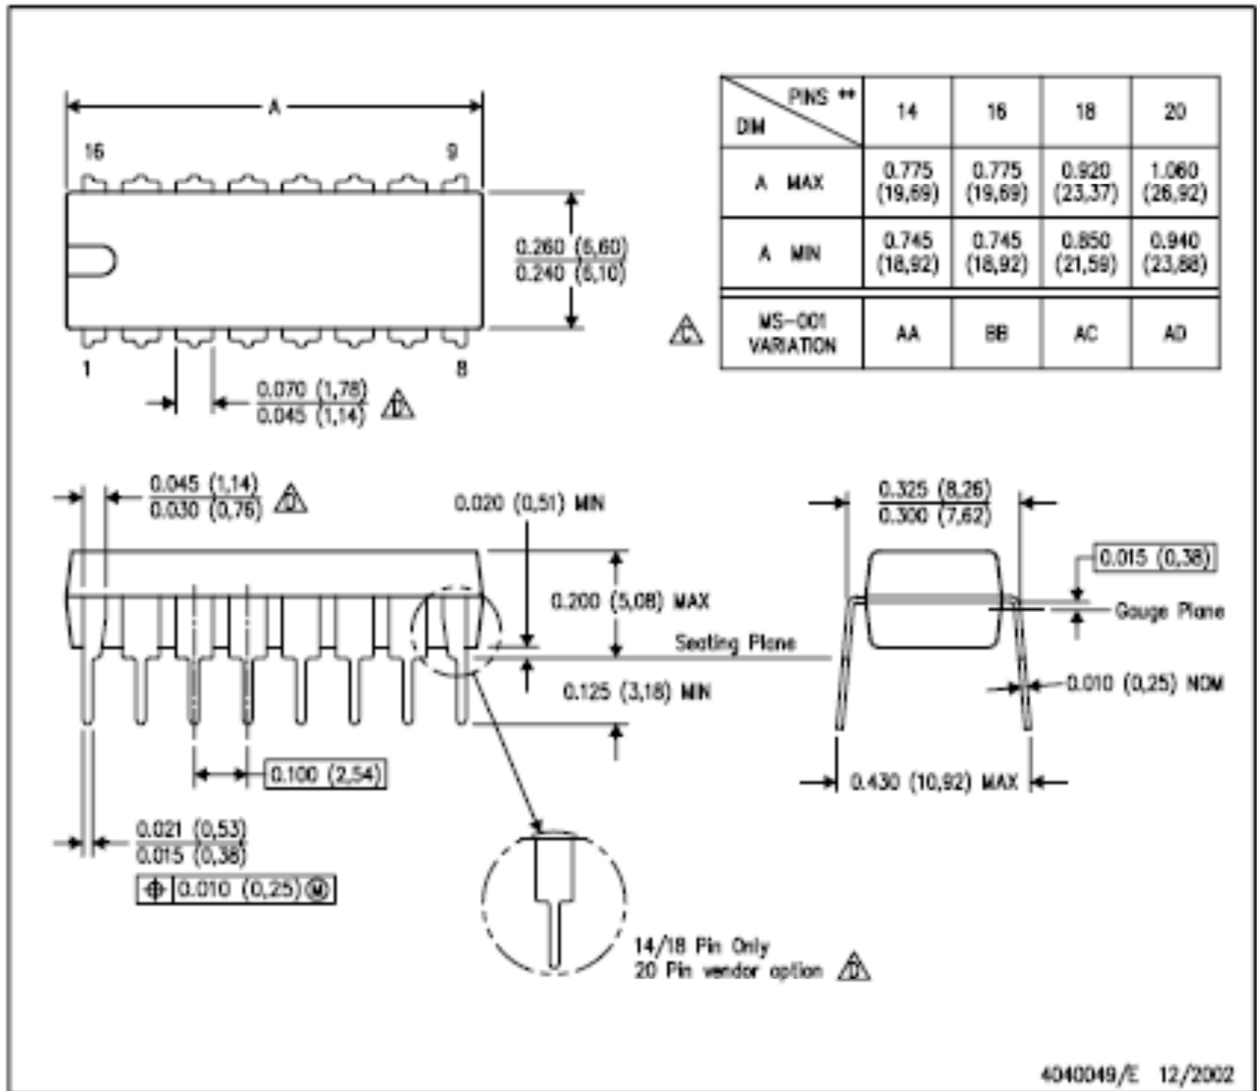 A
16 9
0.260 (6,60)
0.240 (6,10)
1 8
0.070 (1,78)
0.045 (1,14) D
PINS ** 14 16 18 20
DIM
A MAX 0.775 (19,69) 0.775 (19,69) 0.920 (23,37) 1.060 (26,92)
A MIN 0.745 (18,92) 0.745 (18,92) 0.850 (21,59) 0.940 (23,88)
C MS-001 VARIATION AA BB AC AD
0.045 (1,14)
0.030 (0,76) D
0.020 (0,51) MIN
0.200 (5,08) MAX
Seating Plane
0.125 (3,18) MIN
0.100 (2,54)
0.021 (0,53)
0.015 (0,38)
⌖ 0.010 (0,25) Ⓜ
0.325 (8,26)
0.300 (7,62)
0.015 (0,38)
Gauge Plane
0.010 (0,25) NOM
0.430 (10,92) MAX
14/18 Pin Only
20 Pin vendor option D
4040049/E 12/2002